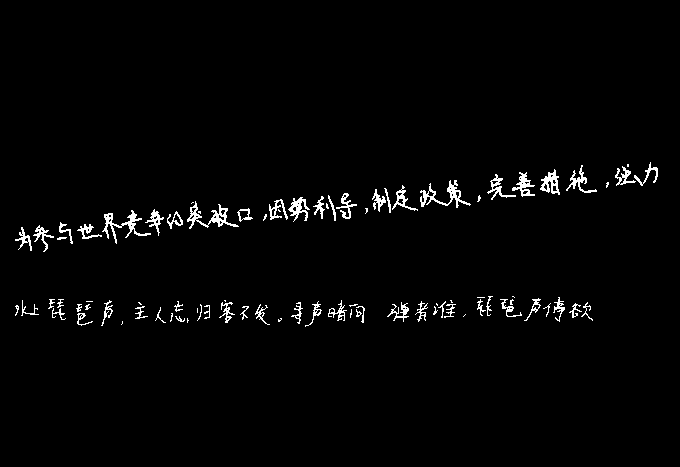 为参与世界竞争的突破口,因势利导,制定政策,完善措施,强力
水上琵琶声,主人忘归客不发。寻声暗问 弹者谁,琵琶声停欲